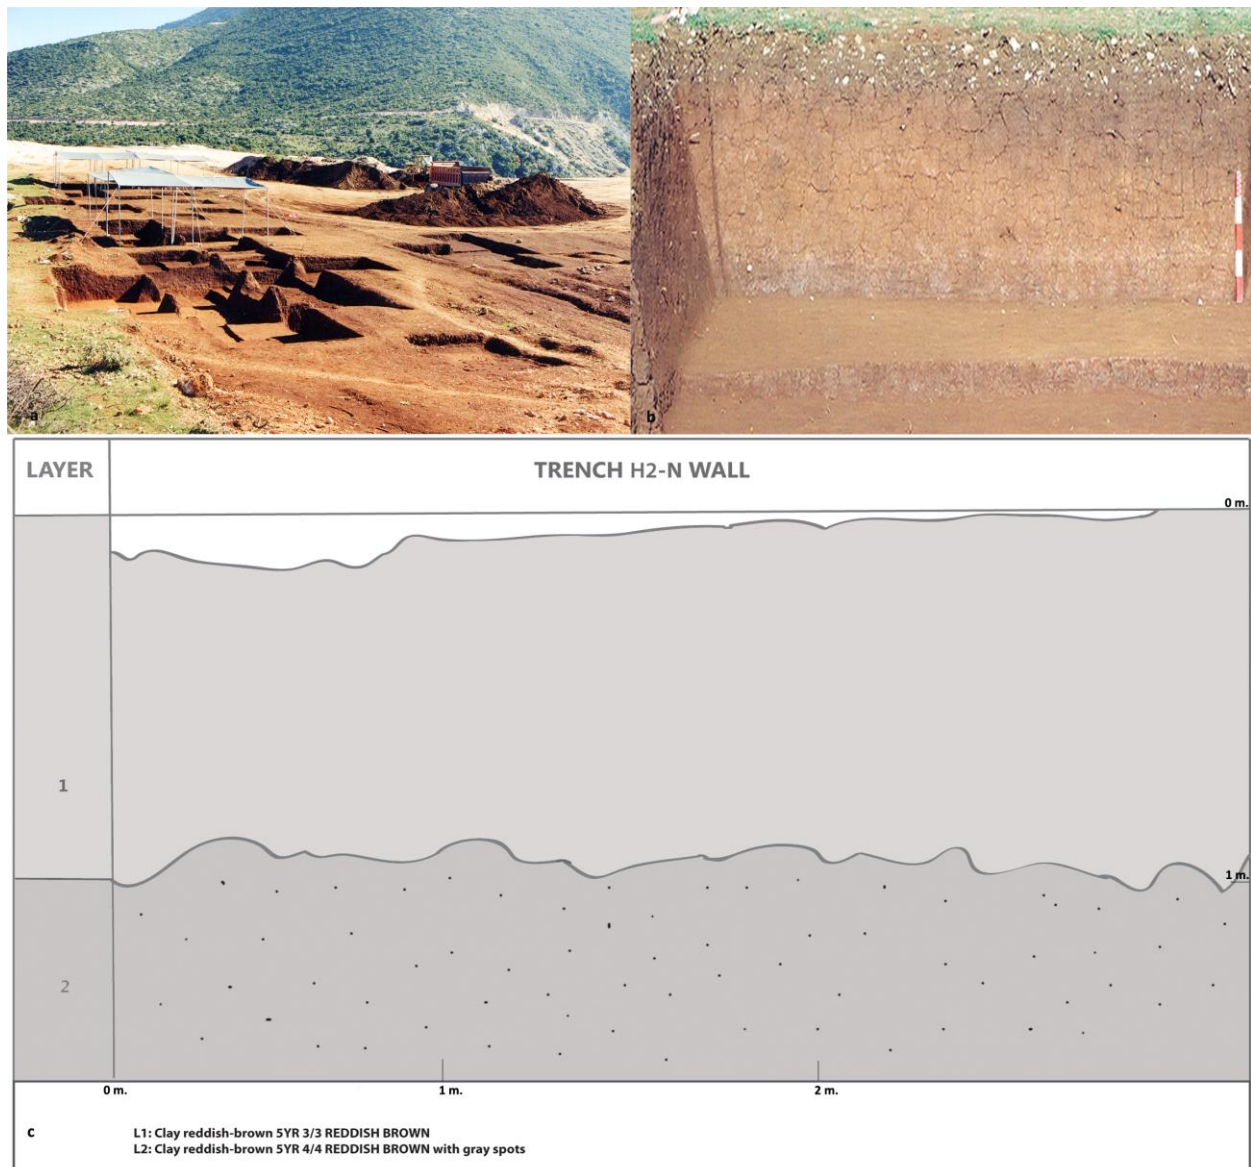 a
b
LAYER
TRENCH H2-N WALL
0 m.
1
1 m.
2
0 m.
1 m.
2 m.
c
L1: Clay reddish-brown 5YR 3/3 REDDISH BROWN
L2: Clay reddish-brown 5YR 4/4 REDDISH BROWN with gray spots